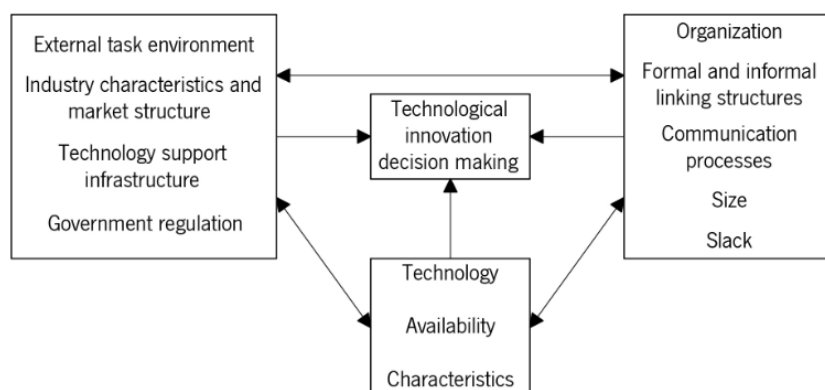 External task environment
Industry characteristics and
market structure
Technology support
infrastructure
Government regulation
Technological
innovation
decision making
Organization
Formal and informal
linking structures
Communication
processes
Size
Slack
Technology
Availability
Characteristics